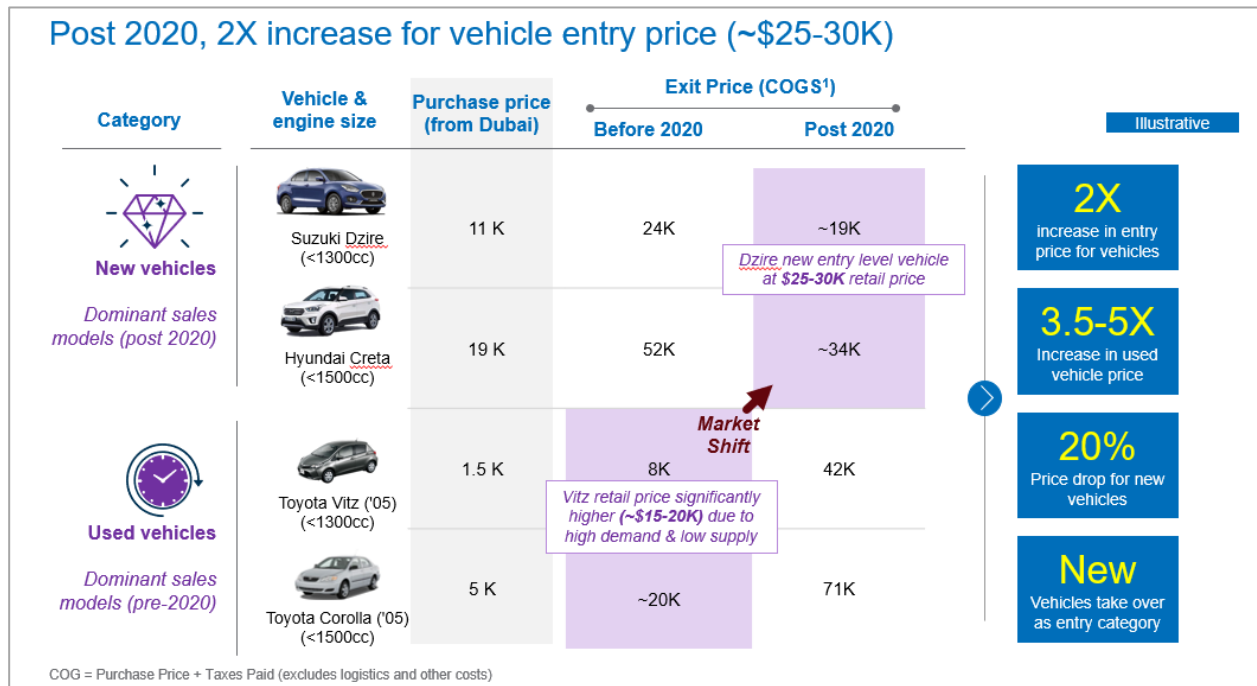 Post 2020, 2X increase for vehicle entry price (~$25-30K)
Category
Vehicle &
engine size
Purchase price
(from Dubai)
Exit Price (COGS¹)
Before 2020
Post 2020
Illustrative
New vehicles
Dominant sales
models (post 2020)
Suzuki Dzire
(<1300cc)
11 K
24K
~19K
Dzire new entry level vehicle
at $25-30K retail price
Hyundai Creta
(<1500cc)
19 K
52K
~34K
Market
Shift
Used vehicles
Dominant sales
models (pre-2020)
Toyota Vitz ('05)
(<1300cc)
1.5 K
8K
42K
Vitz retail price significantly
higher (~$15-20K) due to
high demand & low supply
Toyota Corolla ('05)
(<1500cc)
5 K
~20K
71K
2X
increase in entry
price for vehicles
3.5-5X
Increase in used
vehicle price
20%
Price drop for new
vehicles
New
Vehicles take over
as entry category
COG = Purchase Price + Taxes Paid (excludes logistics and other costs)